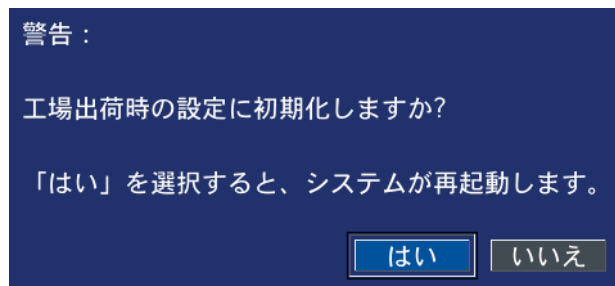 警告：
工場出荷時の設定に初期化しますか?
「はい」を選択すると、システムが再起動します。
はい いいえ